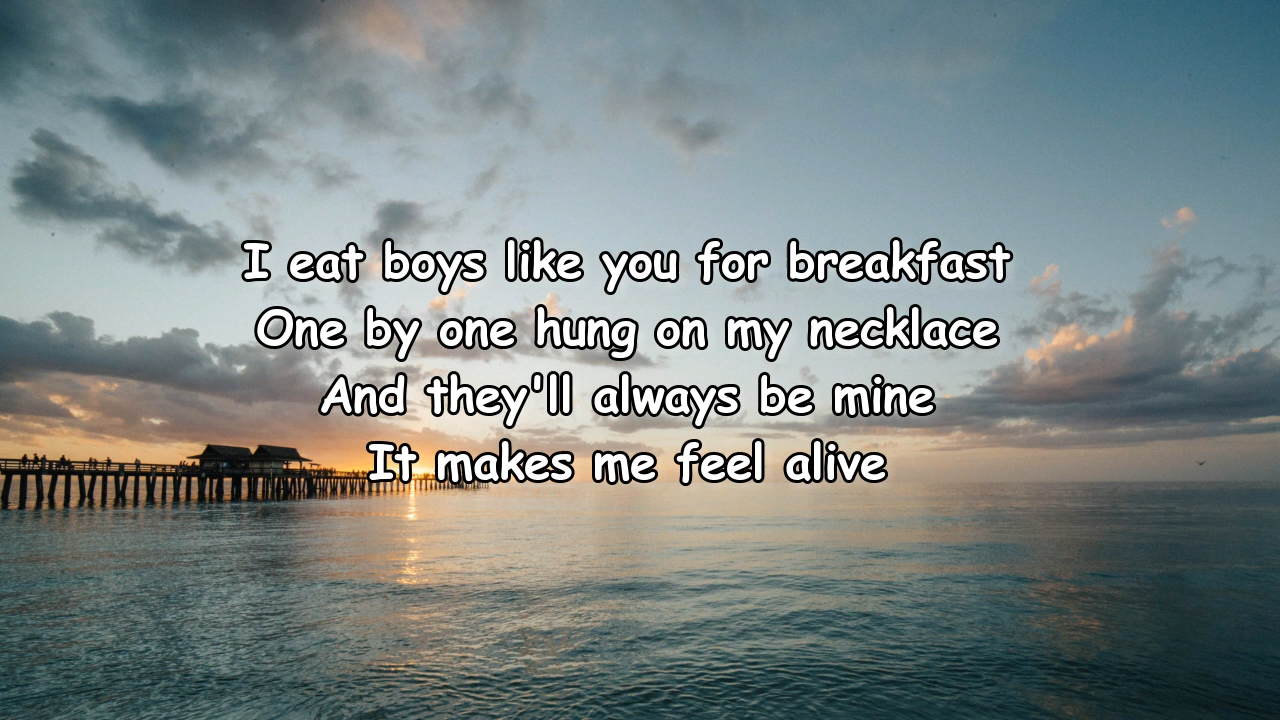 I eat boys like you for breakfast
One by one hung on my necklace
And they'll always be mine
It makes me feel alive